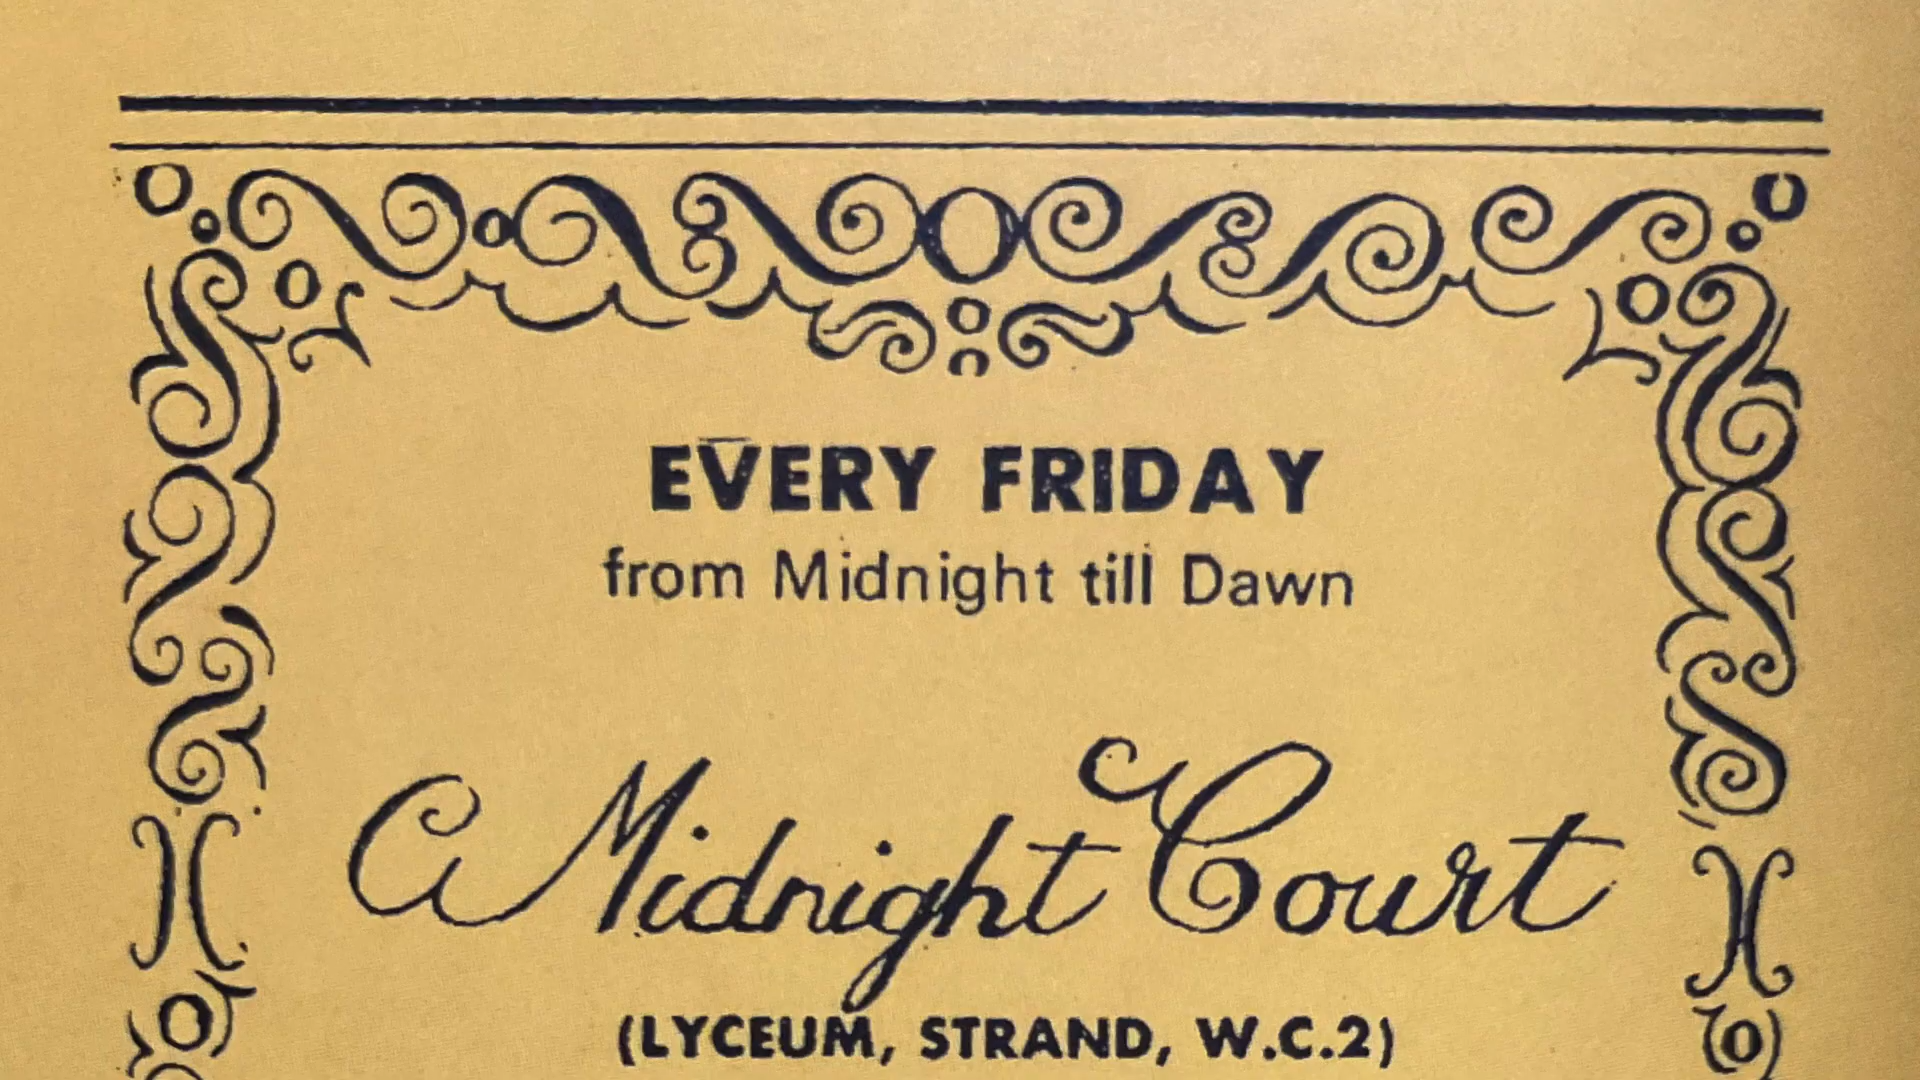 EVERY FRIDAY
from Midnight till Dawn
a Midnight Court
(LYCEUM, STRAND, W.C.2)